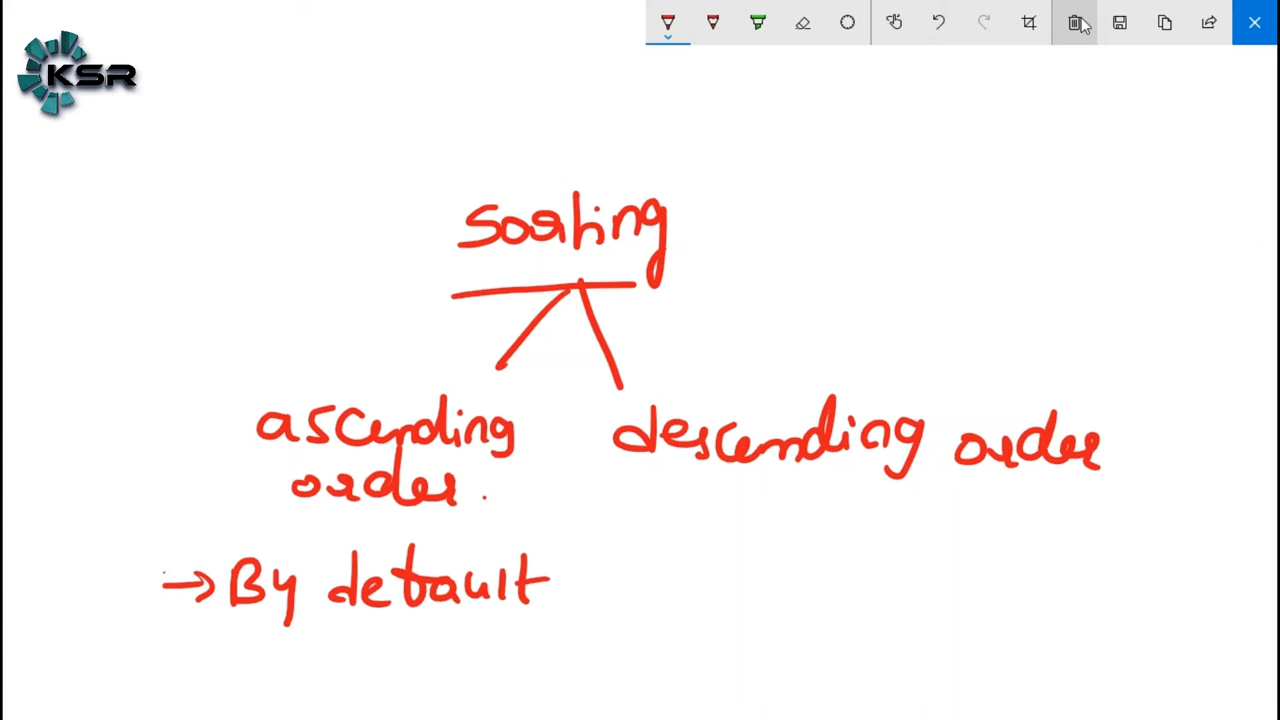 KSR
Sorting
ascending descending order
order.
→ By default